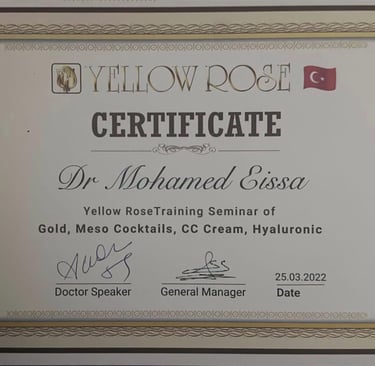 YELLOW ROSE
CERTIFICATE
Dr Mohamed Eissa
Yellow RoseTraining Seminar of
Gold, Meso Cocktails, CC Cream, Hyaluronic
25.03.2022
Doctor Speaker General Manager Date